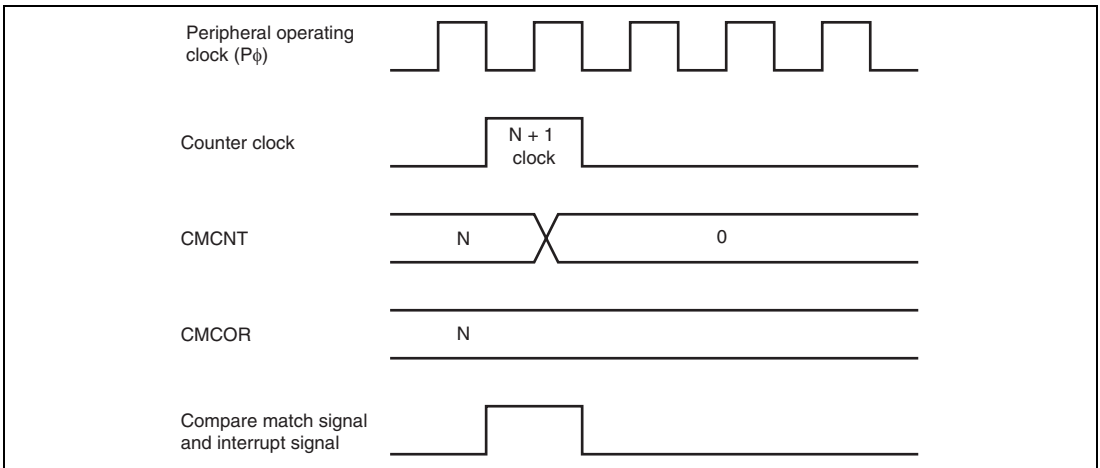 Peripheral operating
clock (Pϕ)
Counter clock
N + 1
clock
CMCNT
N
0
CMCOR
N
Compare match signal
and interrupt signal